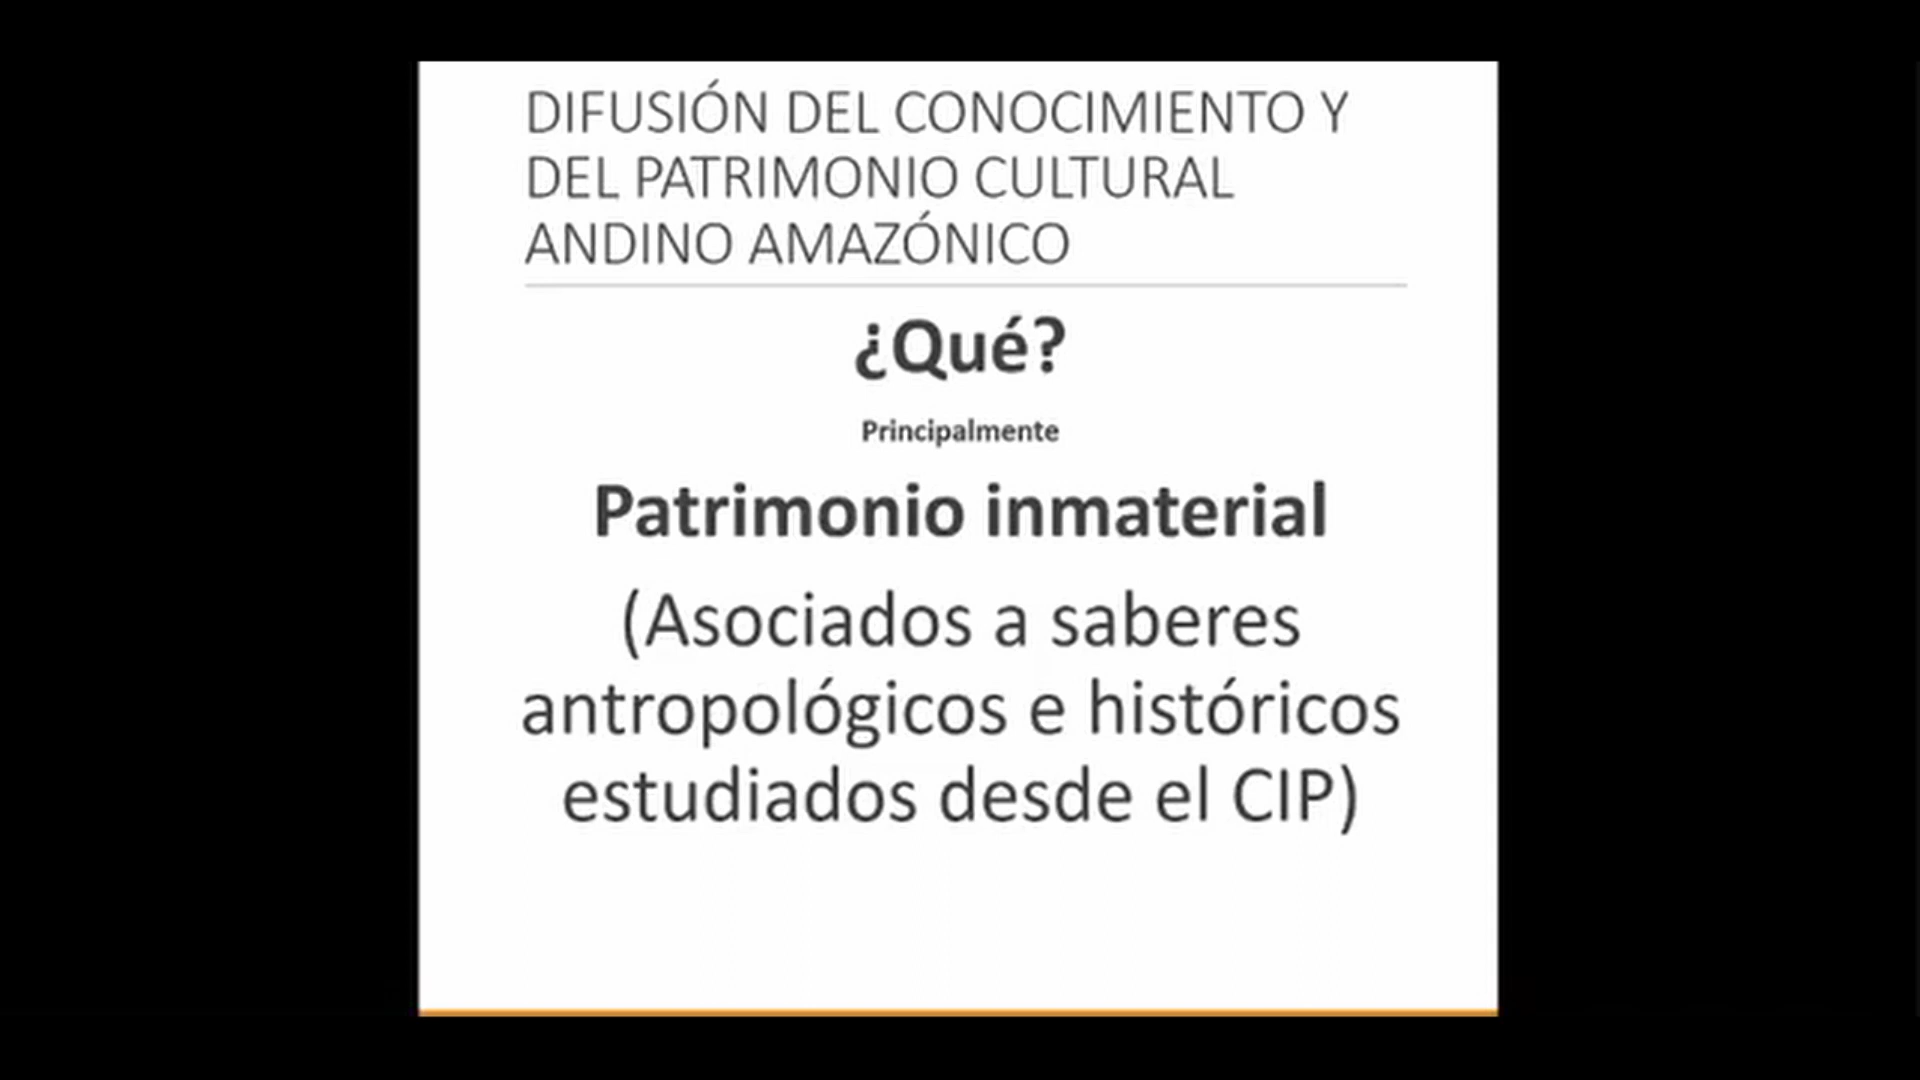 DIFUSIÓN DEL CONOCIMIENTO Y
DEL PATRIMONIO CULTURAL
ANDINO AMAZÓNICO
¿Qué?
Principalmente
Patrimonio inmaterial
(Asociados a saberes
antropológicos e históricos
estudiados desde el CIP)